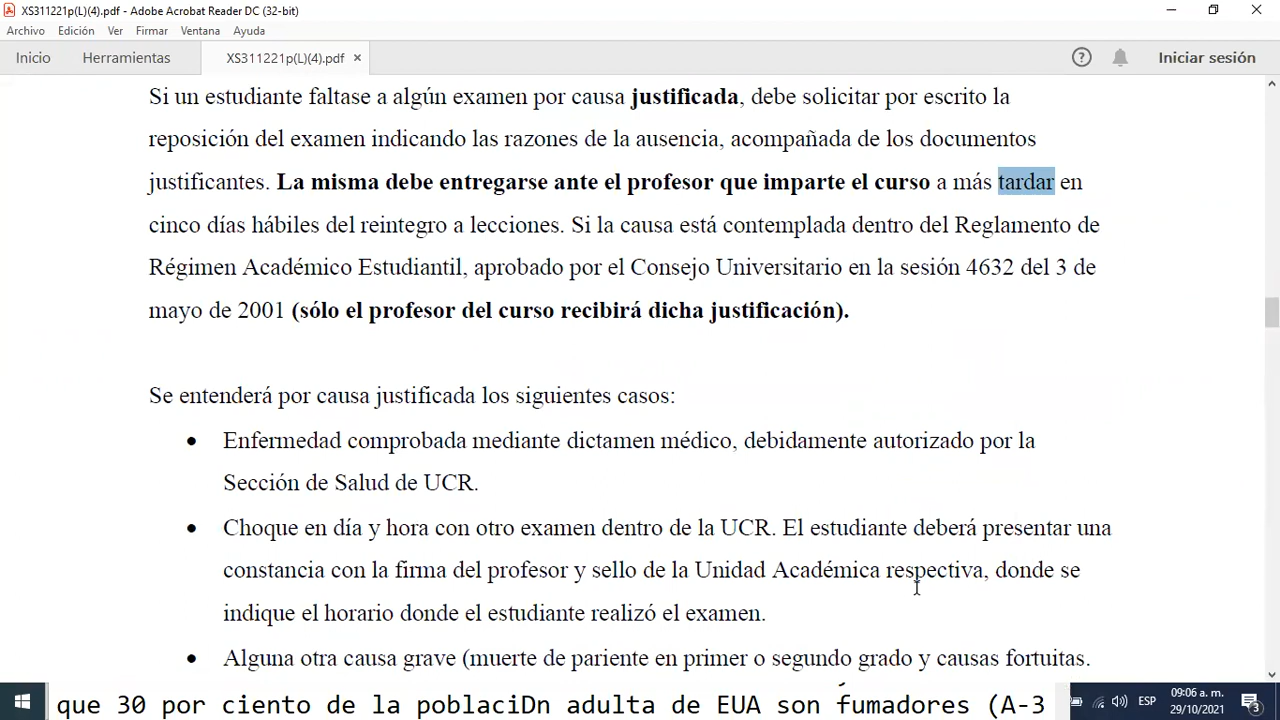 XS311221p(L)(4).pdf - Adobe Acrobat Reader DC (32-bit)
Archivo Edición Ver Firmar Ventana Ayuda
Inicio Herramientas XS311221p(L)(4).pdf × Iniciar sesión
Si un estudiante faltase a algún examen por causa justificada, debe solicitar por escrito la
reposición del examen indicando las razones de la ausencia, acompañada de los documentos
justificantes. La misma debe entregarse ante el profesor que imparte el curso a más tardar en
cinco días hábiles del reintegro a lecciones. Si la causa está contemplada dentro del Reglamento de
Régimen Académico Estudiantil, aprobado por el Consejo Universitario en la sesión 4632 del 3 de
mayo de 2001 (sólo el profesor del curso recibirá dicha justificación).
Se entenderá por causa justificada los siguientes casos:
• Enfermedad comprobada mediante dictamen médico, debidamente autorizado por la
Sección de Salud de UCR.
• Choque en día y hora con otro examen dentro de la UCR. El estudiante deberá presentar una
constancia con la firma del profesor y sello de la Unidad Académica respectiva, donde se
indique el horario donde el estudiante realizó el examen.
• Alguna otra causa grave (muerte de pariente en primer o segundo grado y causas fortuitas.
que 30 por ciento de la poblaciDn adulta de EUA son fumadores (A-3
ESP
09:06 a. m.
29/10/2021
3